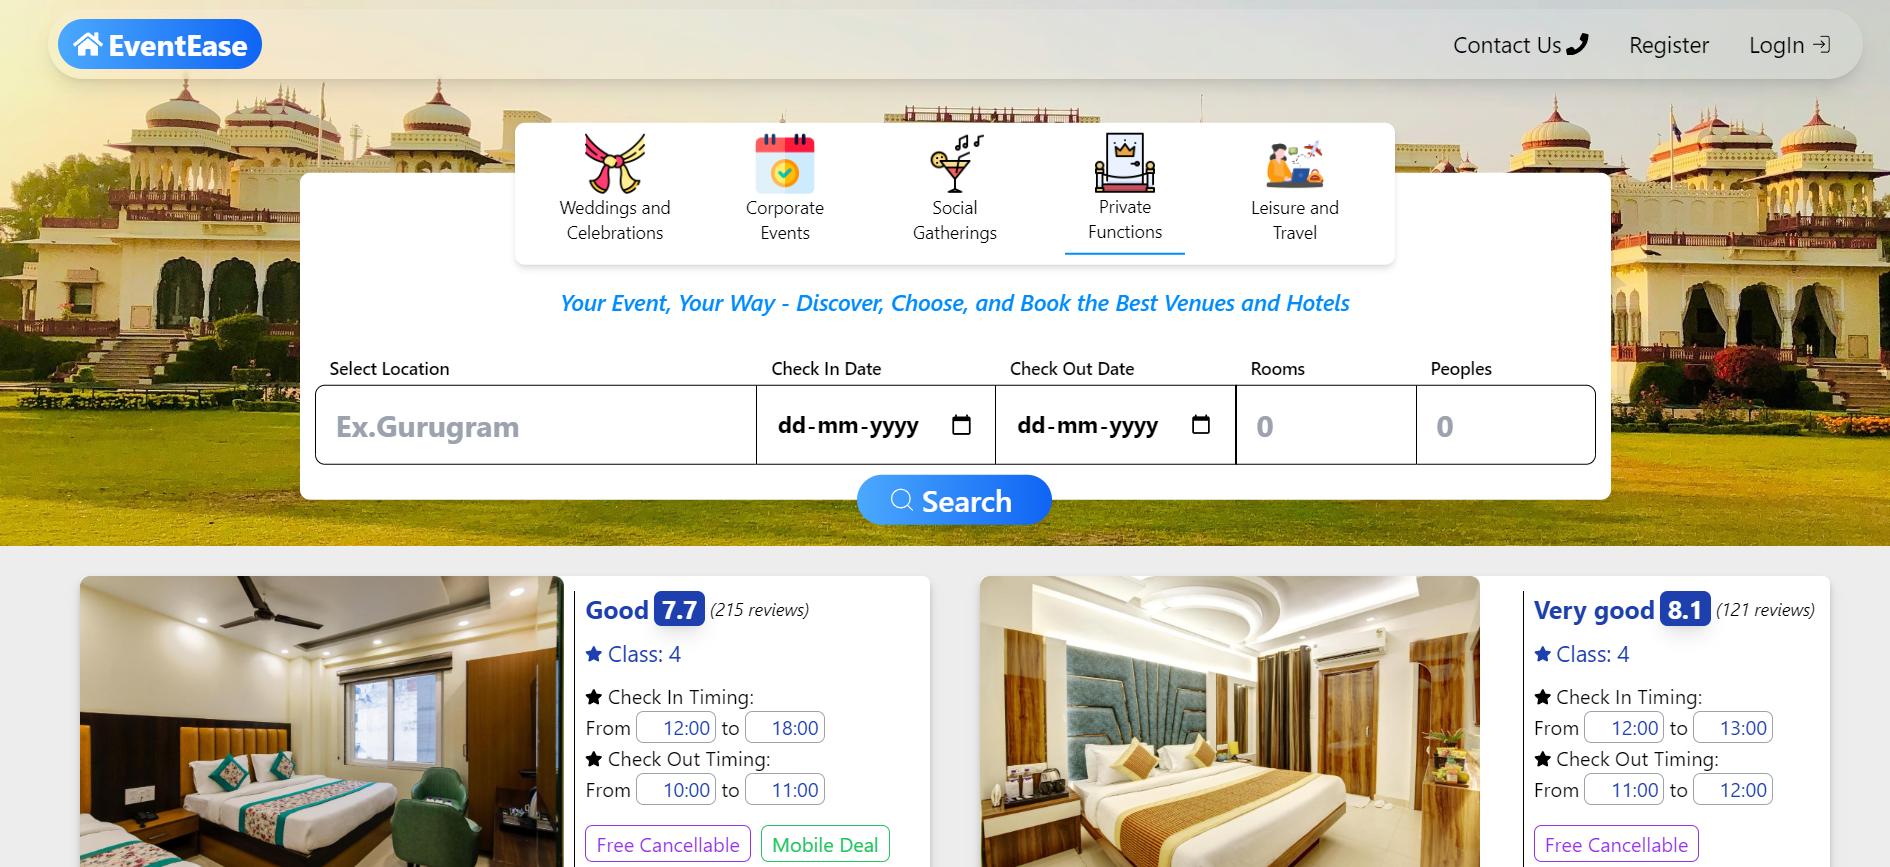 EventEase
Contact Us
Register
LogIn
Weddings and
Celebrations
Corporate
Events
Social
Gatherings
Private
Functions
Leisure and
Travel
Your Event, Your Way - Discover, Choose, and Book the Best Venues and Hotels
Select Location
Check In Date
Check Out Date
Rooms
Peoples
Ex.Gurugram
dd-mm-yyyy
dd-mm-yyyy
0
0
Search
Good 7.7 (215 reviews)
Class: 4
Check In Timing:
From 12:00 to 18:00
Check Out Timing:
From 10:00 to 11:00
Free Cancellable
Mobile Deal
Very good 8.1 (121 reviews)
Class: 4
Check In Timing:
From 12:00 to 13:00
Check Out Timing:
From 11:00 to 12:00
Free Cancellable